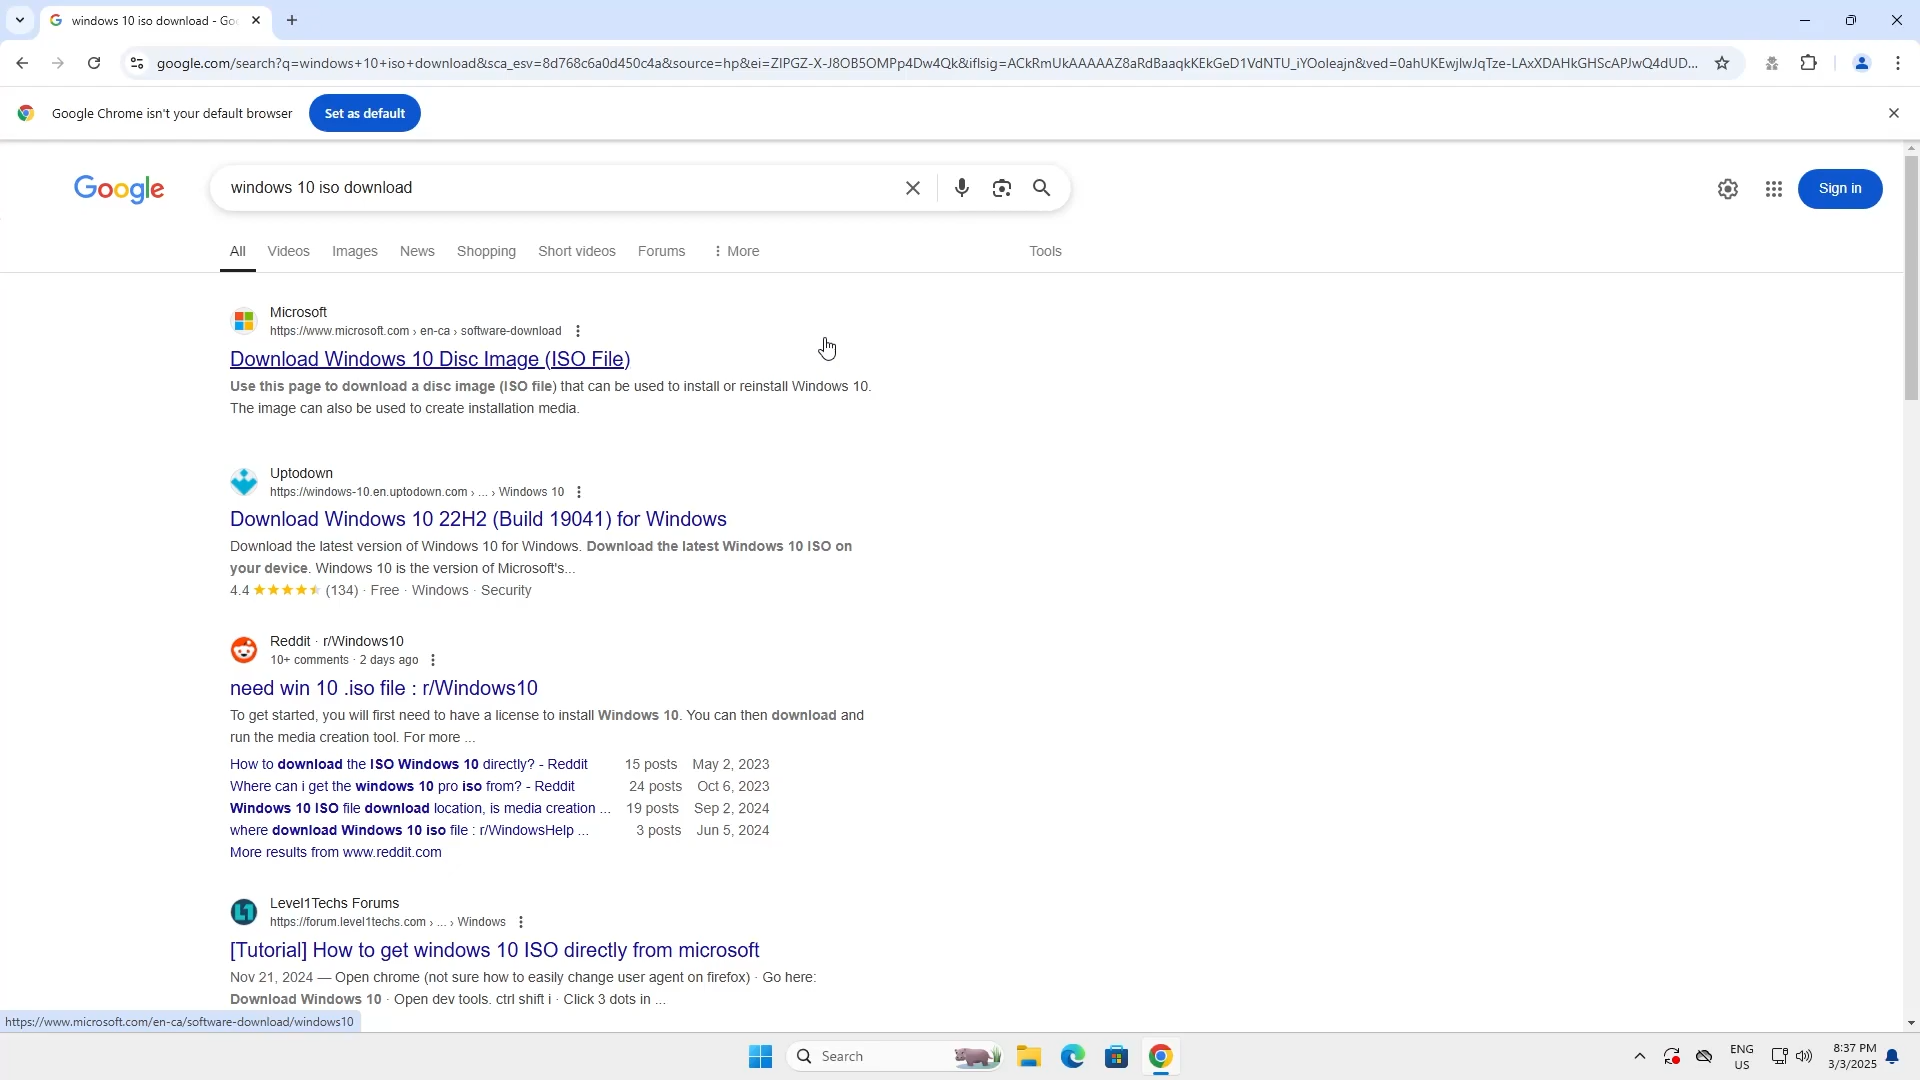 windows 10 iso download - Goo
google.com/search?q=windows+10+iso+download&sca_esv=8d768c6a0d450c4a&source=hp&ei=ZIPGZ-X-J8OB5OMPp4Dw4Qk&iflsig=ACkRmUkAAAAAZ8aRdBaaqkKEkGeD1VdNTU_iYOoleajn&ved=0ahUKEwjlwJqTze-LAxXDAHkGHScAPJwQ4dUD...
Google Chrome isn't your default browser
Set as default
Google
windows 10 iso download
Sign in
All Videos Images News Shopping Short videos Forums More Tools
Microsoft
https://www.microsoft.com › en-ca › software-download
Download Windows 10 Disc Image (ISO File)
Use this page to download a disc image (ISO file) that can be used to install or reinstall Windows 10.
The image can also be used to create installation media.
Uptodown
https://windows-10.en.uptodown.com › ... › Windows 10
Download Windows 10 22H2 (Build 19041) for Windows
Download the latest version of Windows 10 for Windows. Download the latest Windows 10 ISO on
your device. Windows 10 is the version of Microsoft's...
4.4 ★★★★★ (134) · Free · Windows · Security
Reddit · r/Windows10
10+ comments · 2 days ago
need win 10 .iso file : r/Windows10
To get started, you will first need to have a license to install Windows 10. You can then download and
run the media creation tool. For more ...
How to download the ISO Windows 10 directly? - Reddit 15 posts May 2, 2023
Where can i get the windows 10 pro iso from? - Reddit 24 posts Oct 6, 2023
Windows 10 ISO file download location, is media creation ... 19 posts Sep 2, 2024
where download Windows 10 iso file : r/WindowsHelp ... 3 posts Jun 5, 2024
More results from www.reddit.com
Level1Techs Forums
https://forum.level1techs.com › ... › Windows
[Tutorial] How to get windows 10 ISO directly from microsoft
Nov 21, 2024 — Open chrome (not sure how to easily change user agent on firefox) · Go here:
Download Windows 10 · Open dev tools. ctrl shift i · Click 3 dots in ...
https://www.microsoft.com/en-ca/software-download/windows10
Search
ENG
US
8:37 PM
3/3/2025